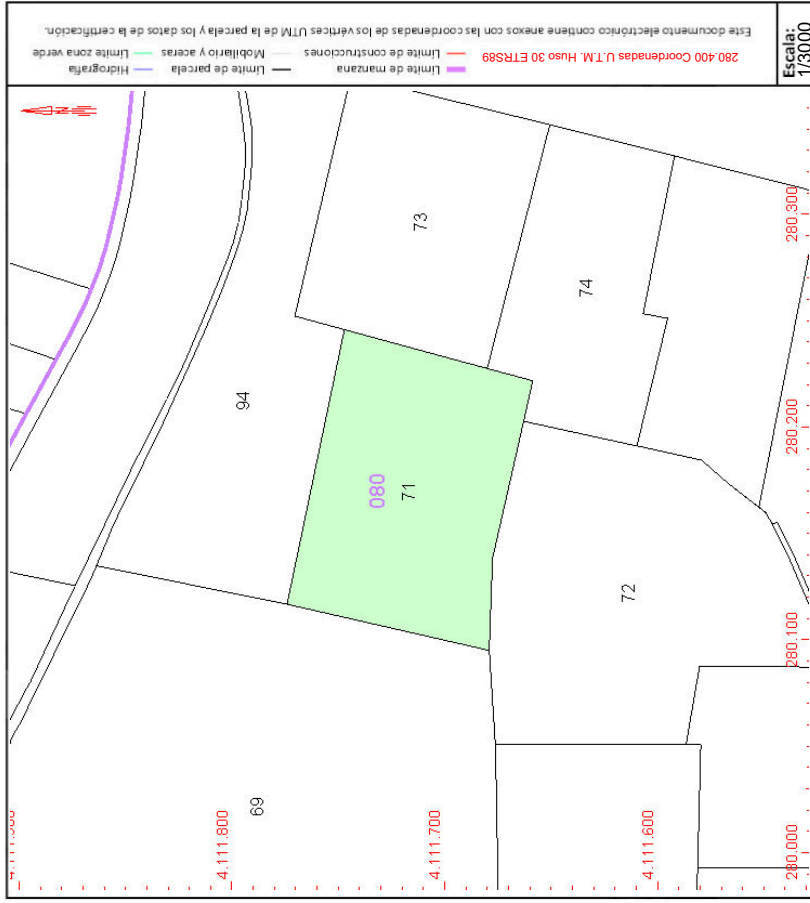 Este documento electrónico contiene anexos con las coordenadas de los vértices UTM de la parcela y los datos de la certificación.
280.400 Coordenadas U.T.M. Huso 30 ETRS89
Límite de manzana
Límite de construcciones
Límite de parcela
Mobiliario y aceras
Hidrografía
Límite zona verde
Escala:
1/3000
N
73
94
74
080
71
72
69
4.111.800
4.111.700
4.111.600
280.300
280.200
280.100
280.000